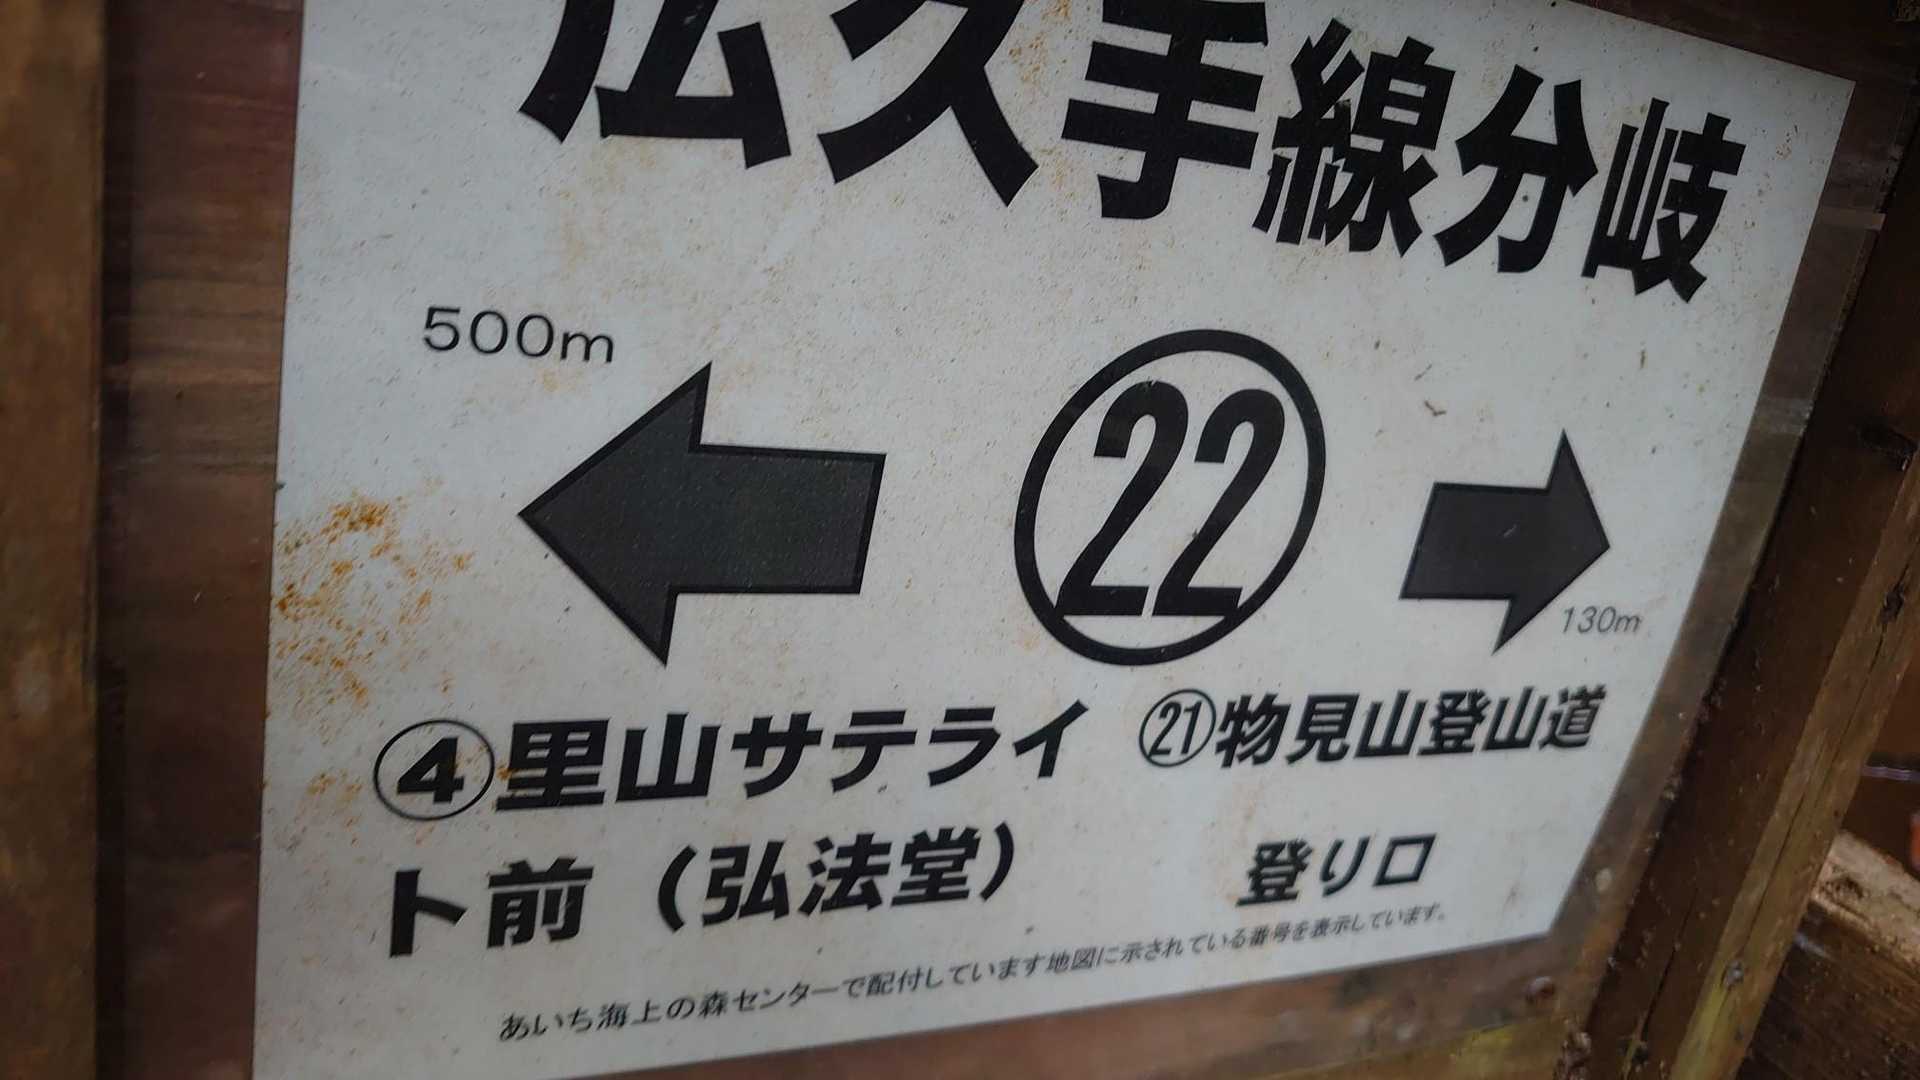 広久手線分岐
500m
22
130m
④里山サテライ
ト前（弘法堂）
㉑物見山登山道
登り口
あいち海上の森センターで配付しています地図に示されている番号を表示しています。